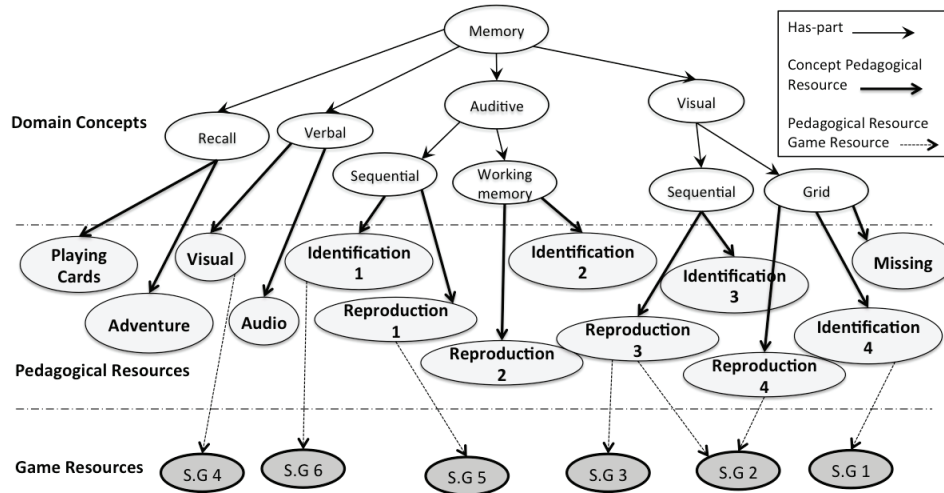 Memory
Has-part
Concept Pedagogical
Resource
Pedagogical Resource
Game Resource
Domain Concepts
Recall
Verbal
Auditive
Visual
Sequential
Working
memory
Sequential
Grid
Playing
Cards
Visual
Identification
1
Identification
2
Identification
3
Missing
Adventure
Audio
Reproduction
1
Reproduction
2
Reproduction
3
Reproduction
4
Identification
4
Pedagogical Resources
Game Resources
S.G 4
S.G 6
S.G 5
S.G 3
S.G 2
S.G 1